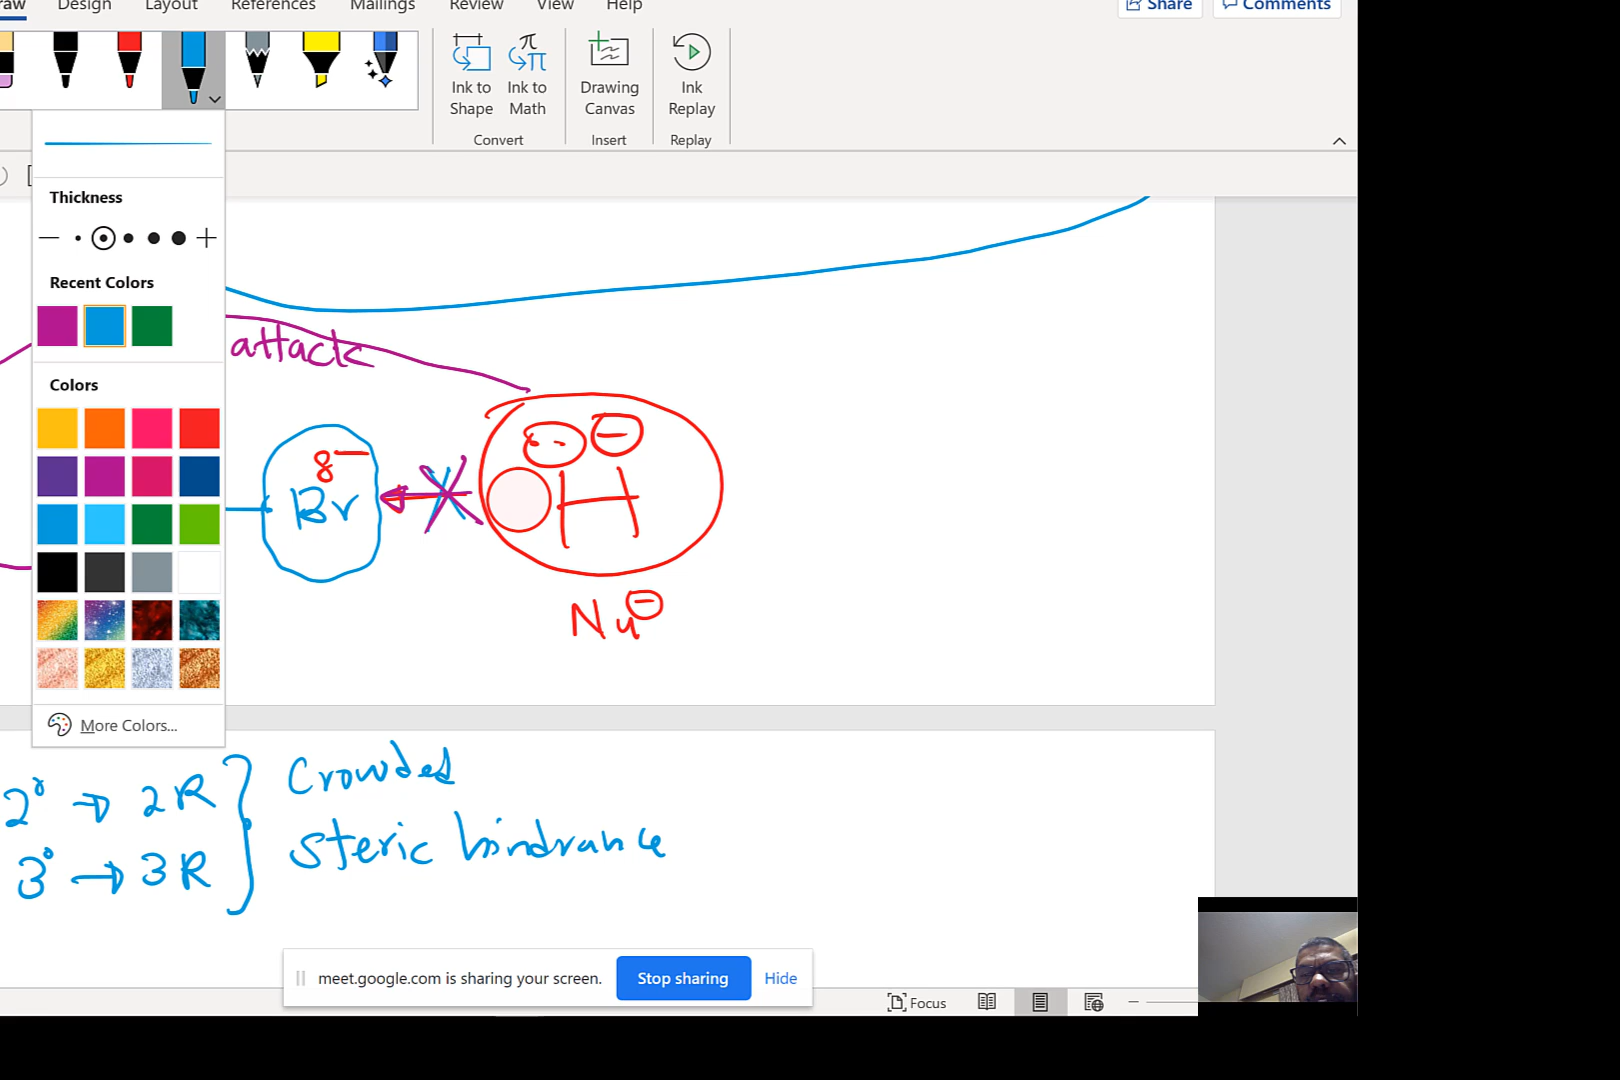 Draw Design Layout References Mailings Review View Help Share Comments
Ink to Shape
Ink to Math
Drawing Canvas
Ink Replay
Convert Insert Replay
Thickness
Recent Colors
Colors
More Colors...
attack
δ−
Br
OH −
Nu −
2° → 2R
3° → 3R
Crowded
Steric hindrance
meet.google.com is sharing your screen. Stop sharing Hide
Focus